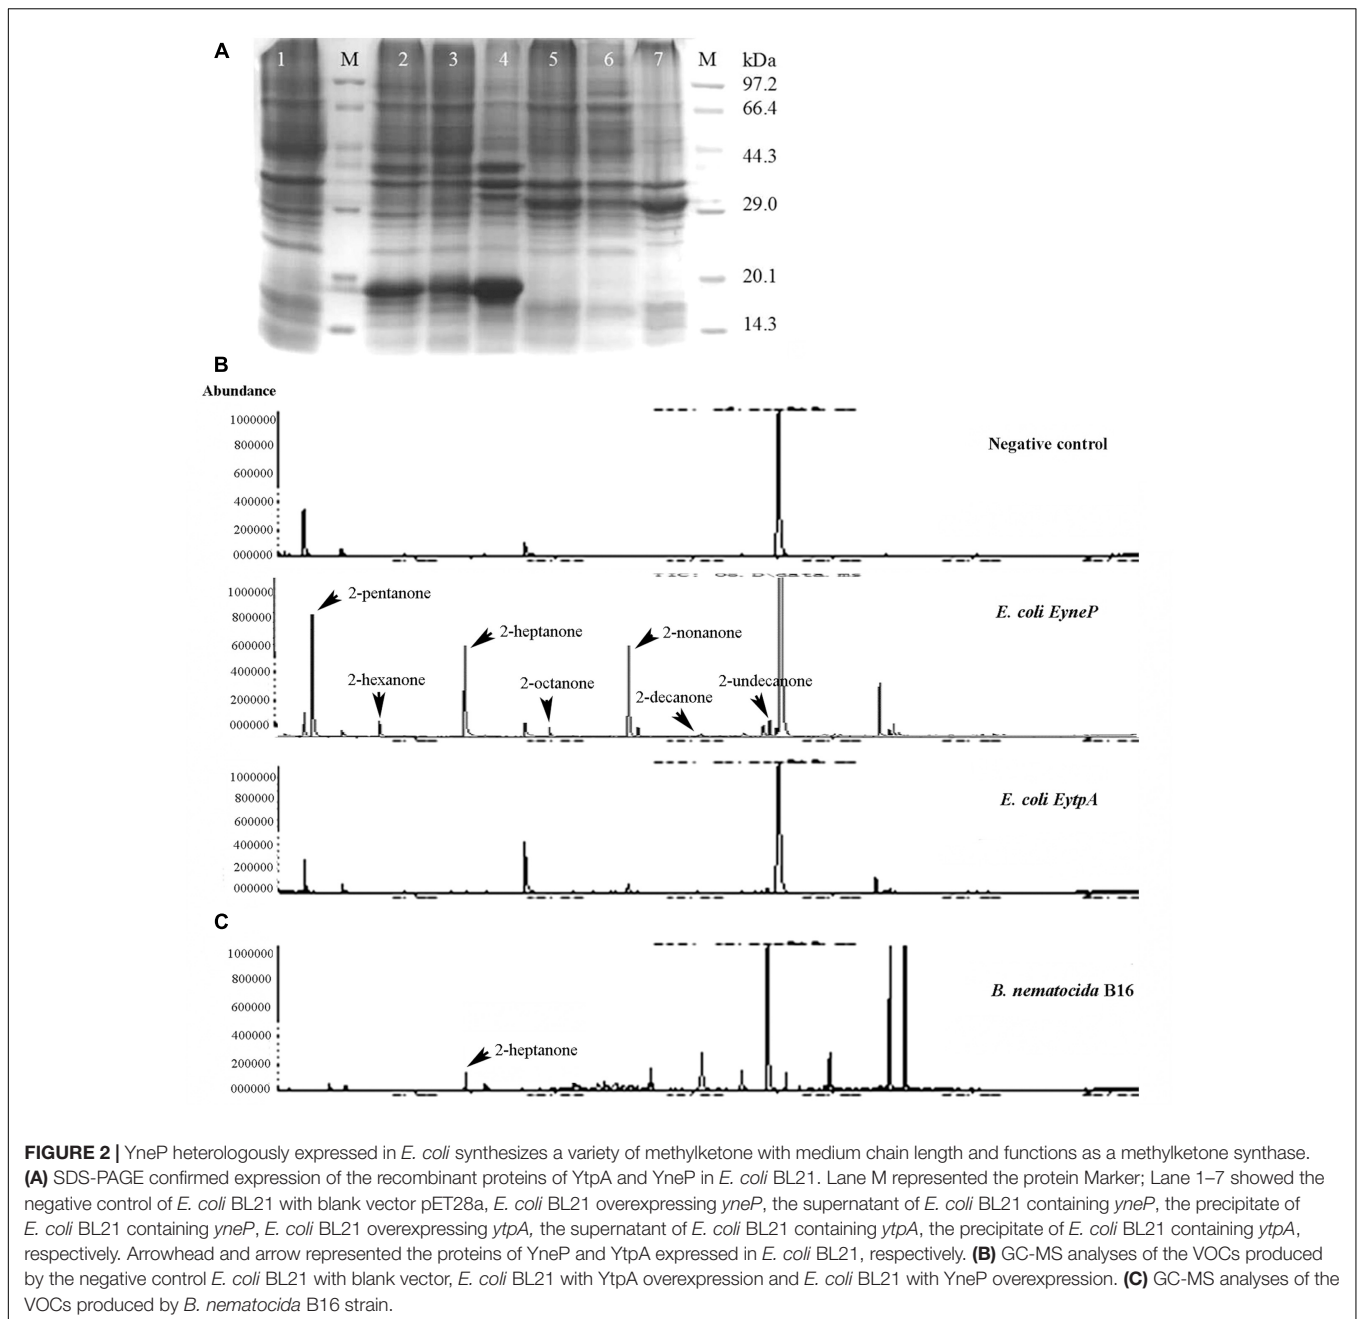 A
1 M 2 3 4 5 6 7 M kDa
97.2
66.4
44.3
29.0
20.1
14.3
B
Abundance
1000000
800000
600000
400000
200000
000000
Negative control
TIC: Os.D\data.ms
1000000
800000
600000
400000
200000
000000
2-pentanone
E. coli EyneP
2-heptanone
2-nonanone
2-hexanone
2-octanone
2-decanone
2-undecanone
1000000
800000
600000
400000
200000
000000
E. coli EytpA
C
1000000
800000
600000
400000
200000
000000
B. nematocida B16
2-heptanone
FIGURE 2 | YneP heterologously expressed in E. coli synthesizes a variety of methylketone with medium chain length and functions as a methylketone synthase.
(A) SDS-PAGE confirmed expression of the recombinant proteins of YtpA and YneP in E. coli BL21. Lane M represented the protein Marker; Lane 1–7 showed the
negative control of E. coli BL21 with blank vector pET28a, E. coli BL21 overexpressing yneP, the supernatant of E. coli BL21 containing yneP, the precipitate of
E. coli BL21 containing yneP, E. coli BL21 overexpressing ytpA, the supernatant of E. coli BL21 containing ytpA, the precipitate of E. coli BL21 containing ytpA,
respectively. Arrowhead and arrow represented the proteins of YneP and YtpA expressed in E. coli BL21, respectively. (B) GC-MS analyses of the VOCs produced
by the negative control E. coli BL21 with blank vector, E. coli BL21 with YtpA overexpression and E. coli BL21 with YneP overexpression. (C) GC-MS analyses of the
VOCs produced by B. nematocida B16 strain.